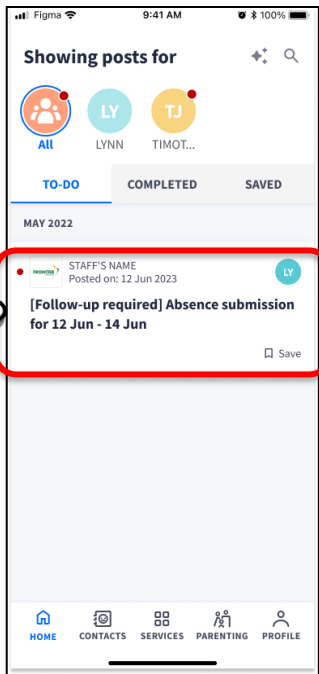 Figma 9:41 AM 100%
Showing posts for
LY TJ
All LYNN TIMOT...
TO-DO COMPLETED SAVED
MAY 2022
STAFF'S NAME
FRONTIER Posted on: 12 Jun 2023 LY
[Follow-up required] Absence submission
for 12 Jun - 14 Jun
Save
HOME CONTACTS SERVICES PARENTING PROFILE